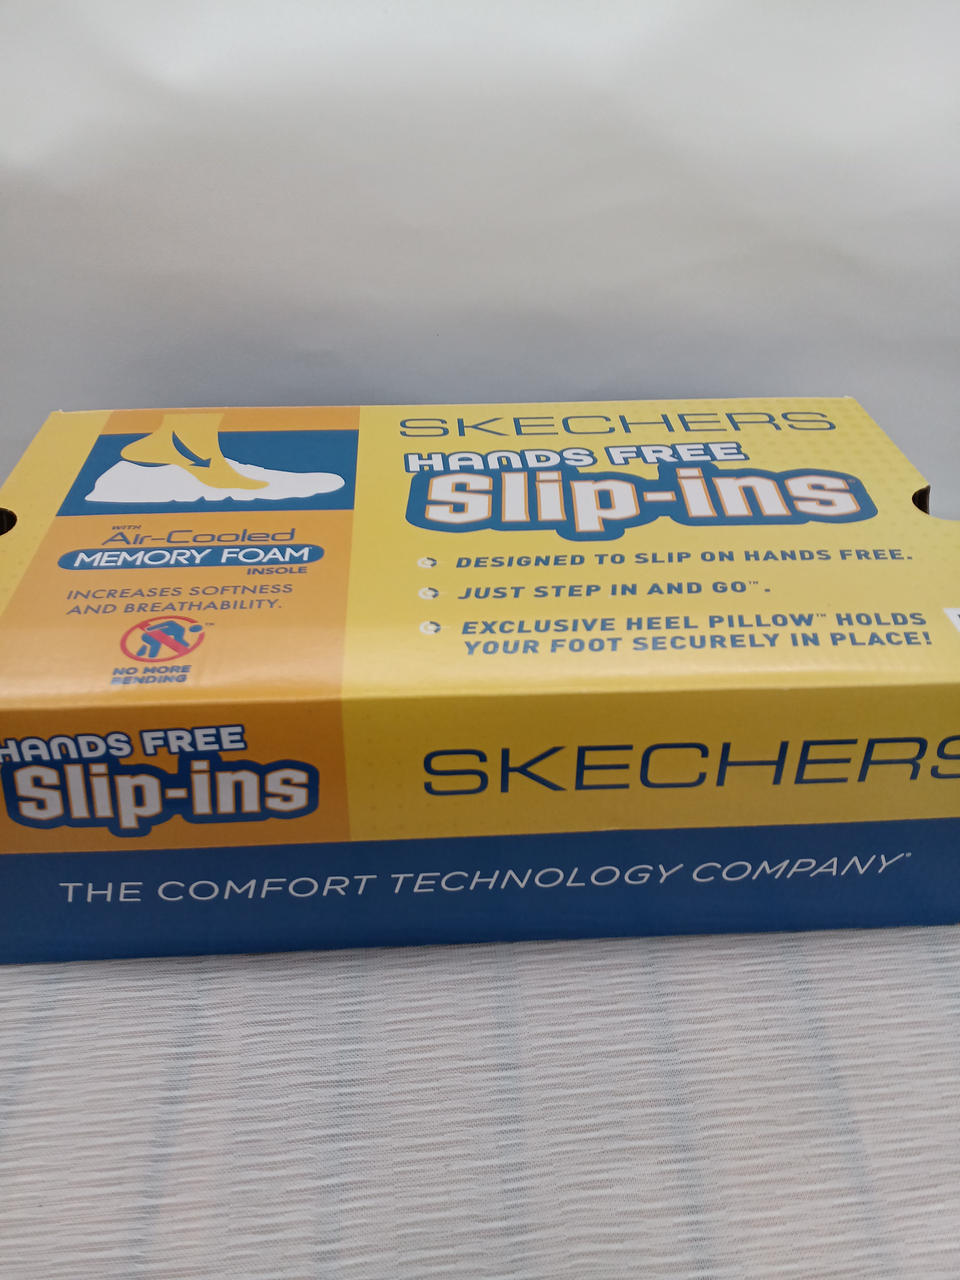 SKECHERS
HANDS FREE
Slip-ins
DESIGNED TO SLIP ON HANDS FREE.
JUST STEP IN AND GO™.
EXCLUSIVE HEEL PILLOW™ HOLDS
YOUR FOOT SECURELY IN PLACE!
WITH
Air-Cooled
MEMORY FOAM
INSOLE
INCREASES SOFTNESS
AND BREATHABILITY.
™
NO MORE
BENDING
HANDS FREE
Slip-ins
SKECHERS
THE COMFORT TECHNOLOGY COMPANY®